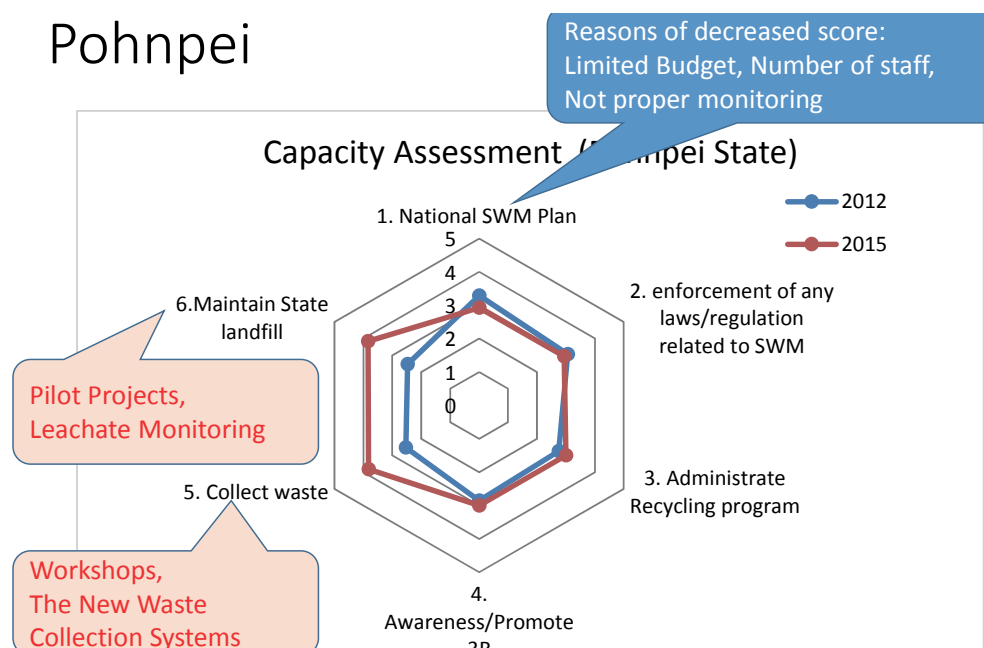 Pohnpei
Reasons of decreased score:
Limited Budget, Number of staff,
Not proper monitoring
Capacity Assessment (
hnpei State)
2012
2015
1. National SWM Plan
5
4
3
2
1
0
2. enforcement of any
laws/regulation
related to SWM
3. Administrate
Recycling program
4.
Awareness/Promote
5. Collect waste
6.Maintain State
landfill
Pilot Projects,
Leachate Monitoring
Workshops,
The New Waste
Collection Systems